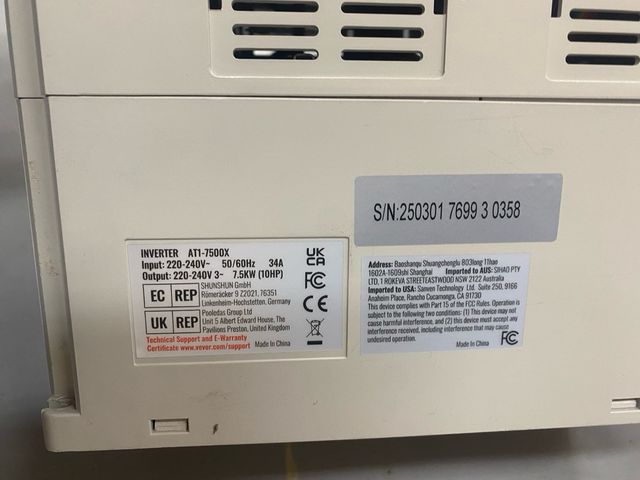 S/N:250301 7699 3 0358
INVERTER AT1-7500X
Input: 220-240V~ 50/60Hz 34A
Output: 220-240V 3~ 7.5KW (10HP)
EC REP
SHUNSHUN GmbH
Römeräcker 9 Z2021, 76351
Linkenheim-Hochstetten, Germany
UK REP
Pooledas Group Ltd
Unit 5 Albert Edward House, The
Pavilions Preston, United Kingdom
Technical Support and E-Warranty
Certificate www.vevor.com/support
Made In China
UK
CA
FC
CE
Address: Baoshanqu Shuangchenglu 803long 11hao
1602A-1609shi Shanghai Imported to AUS: SIHAO PTY
LTD, 1 ROKEVA STREETEASTWOOD NSW 2122 Australia
Imported to USA: Sanven Technology Ltd. Suite 250, 9166
Anaheim Place, Rancho Cucamonga, CA 91730
This device complies with Part 15 of the FCC Rules. Operation is
subject to the following two conditions: (1) This device may not
cause harmful interference, and (2) this device must accept any
interference received, including interference that may cause
undesired operation.
Made In China
FC